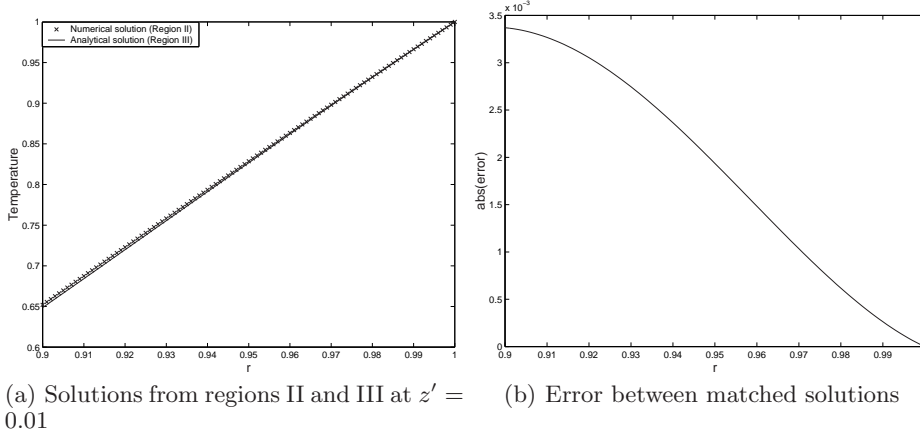 Numerical solution (Region II)
Analytical solution (Region III)
1
0.95
0.9
0.85
0.8
0.75
0.7
0.65
0.6
Temperature
0.9 0.91 0.92 0.93 0.94 0.95 0.96 0.97 0.98 0.99 1
r
(a) Solutions from regions II and III at z′ =
0.01
x 10⁻³
3.5
3
2.5
2
1.5
1
0.5
0
abs(error)
0.9 0.91 0.92 0.93 0.94 0.95 0.96 0.97 0.98 0.99
r
(b) Error between matched solutions